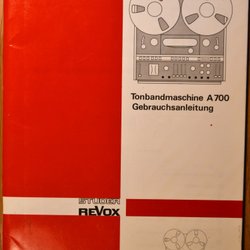 Tonbandmaschine A700
Gebrauchsanleitung
STUDER
REVOX